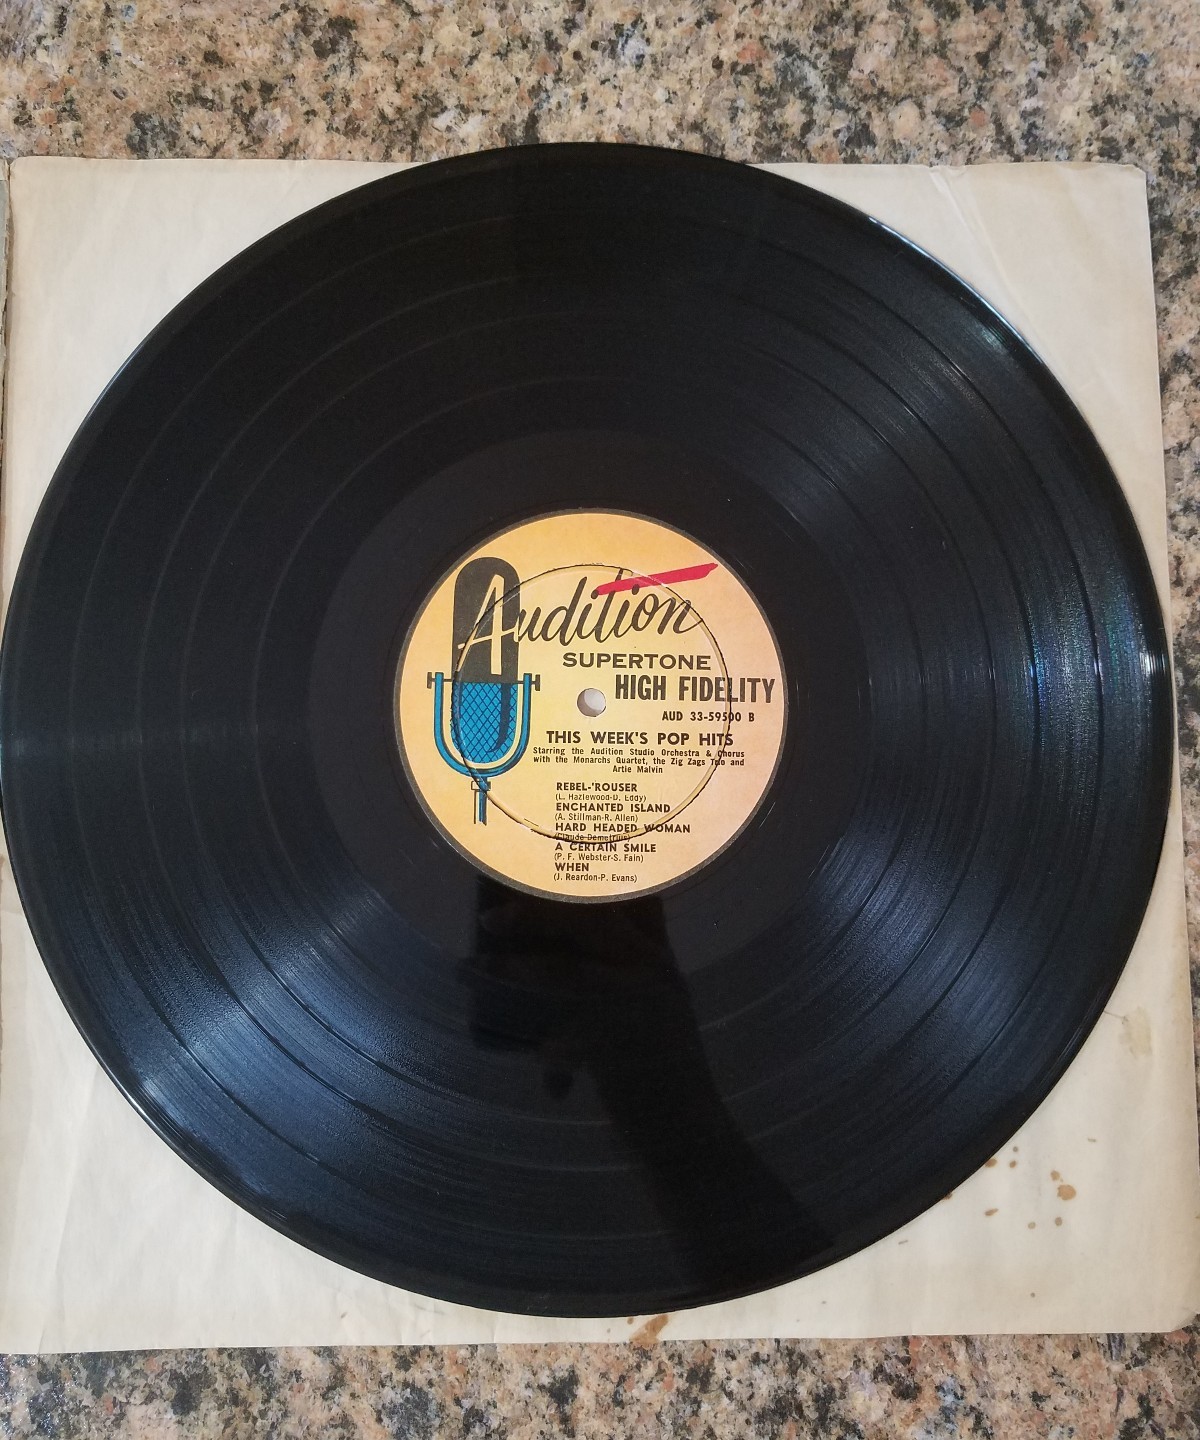 Audition
SUPERTONE
HIGH FIDELITY
AUD 33-59500 B
THIS WEEK'S POP HITS
Starring the Audition Studio Orchestra & Chorus
with the Monarchs Quartet, the Zig Zags Trio and
Artie Malvin
REBEL-'ROUSER
(L. Hazlewood-D. Eddy)
ENCHANTED ISLAND
(A. Stillman-R. Allen)
HARD HEADED WOMAN
(Claude Demetrius)
A CERTAIN SMILE
(P. F. Webster-S. Fain)
WHEN
(J. Reardon-P. Evans)